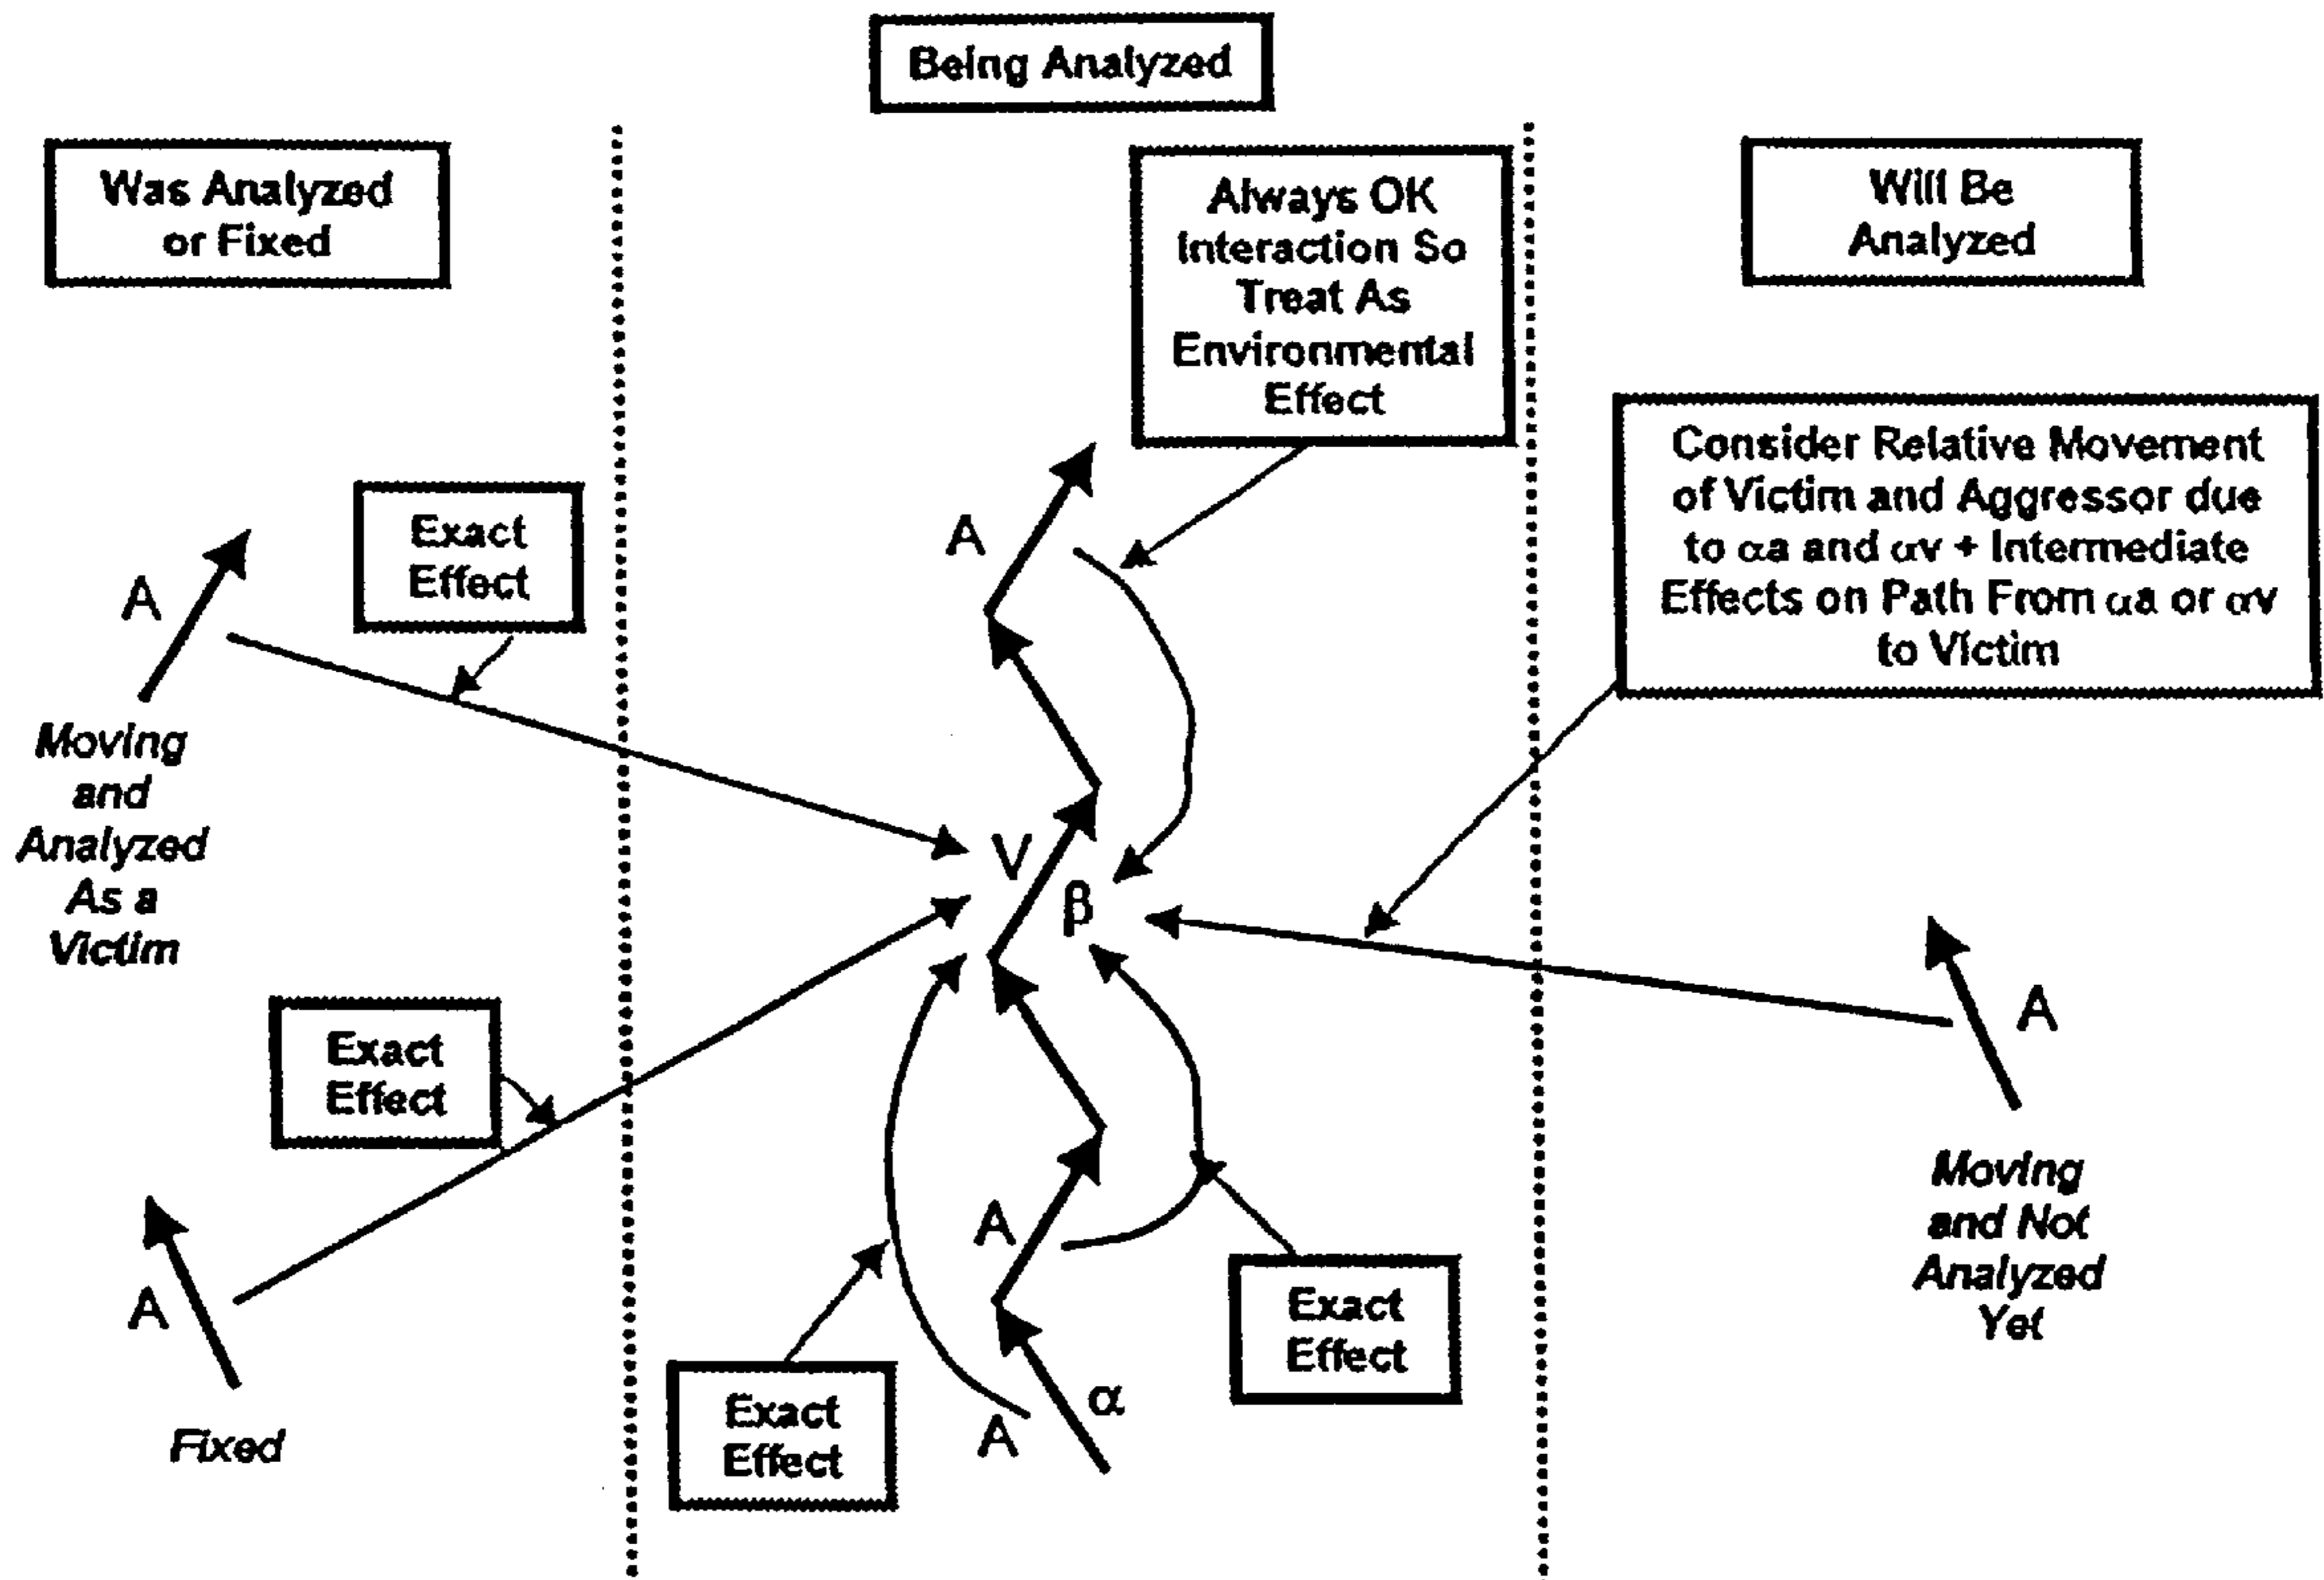 Being Analyzed
Was Analyzed
or Fixed
Always OK
Interaction So
Treat As
Environmental
Effect
Will Be
Analyzed
Consider Relative Movement
of Victim and Aggressor due
to αa and αv + Intermediate
Effects on Path From αa or αv
to Victim
Exact
Effect
A
A
Moving
and
Analyzed
As a
Victim
V
β
Exact
Effect
A
Moving
and Not
Analyzed
Yet
A
Fixed
A
Exact
Effect
Exact
Effect
A
α